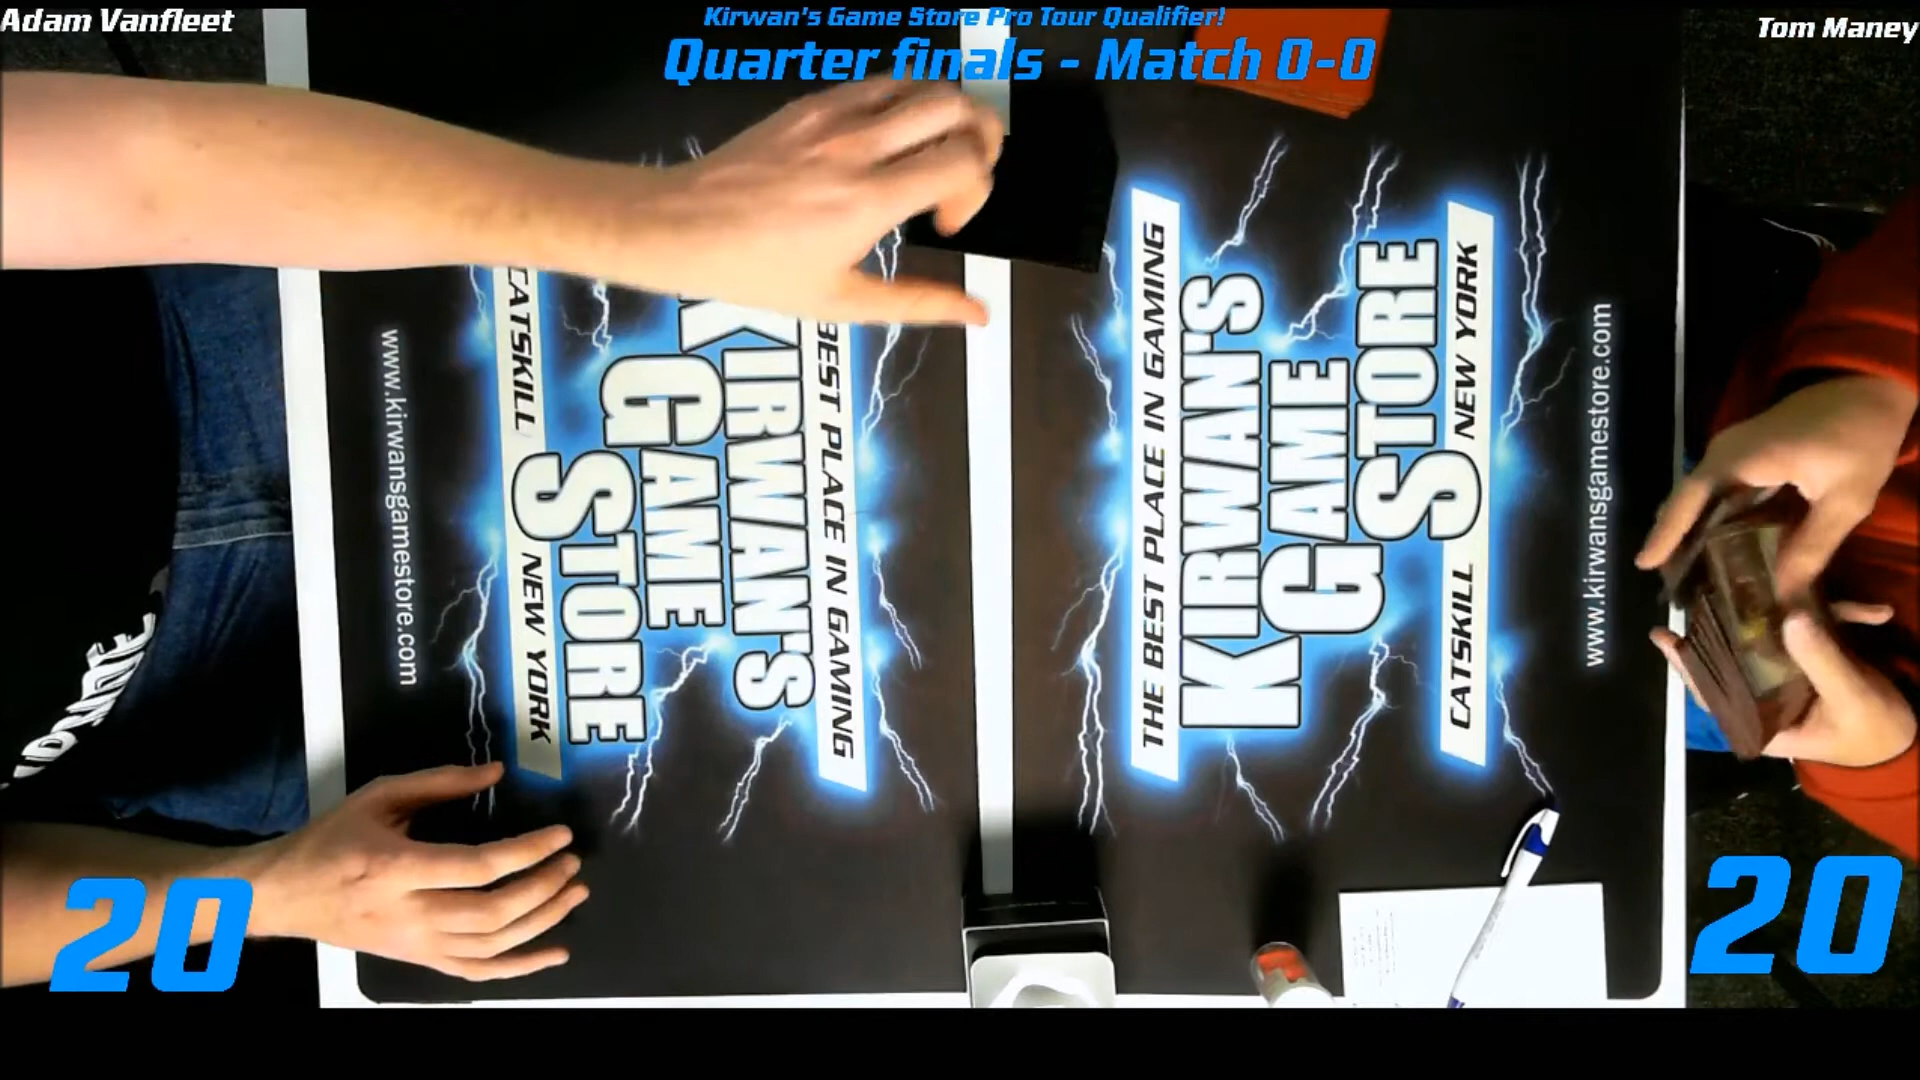 Adam Vanfleet
Kirwan's Game Store Pro Tour Qualifier!
Quarter finals - Match 0-0
Tom Maney
www.kirwansgamestore.com
CATSKILL
NEW YORK
KIRWAN'S
GAME
STORE
BEST PLACE IN GAMING
THE BEST PLACE IN GAMING
KIRWAN'S
GAME
STORE
CATSKILL
NEW YORK
www.kirwansgamestore.com
20
20